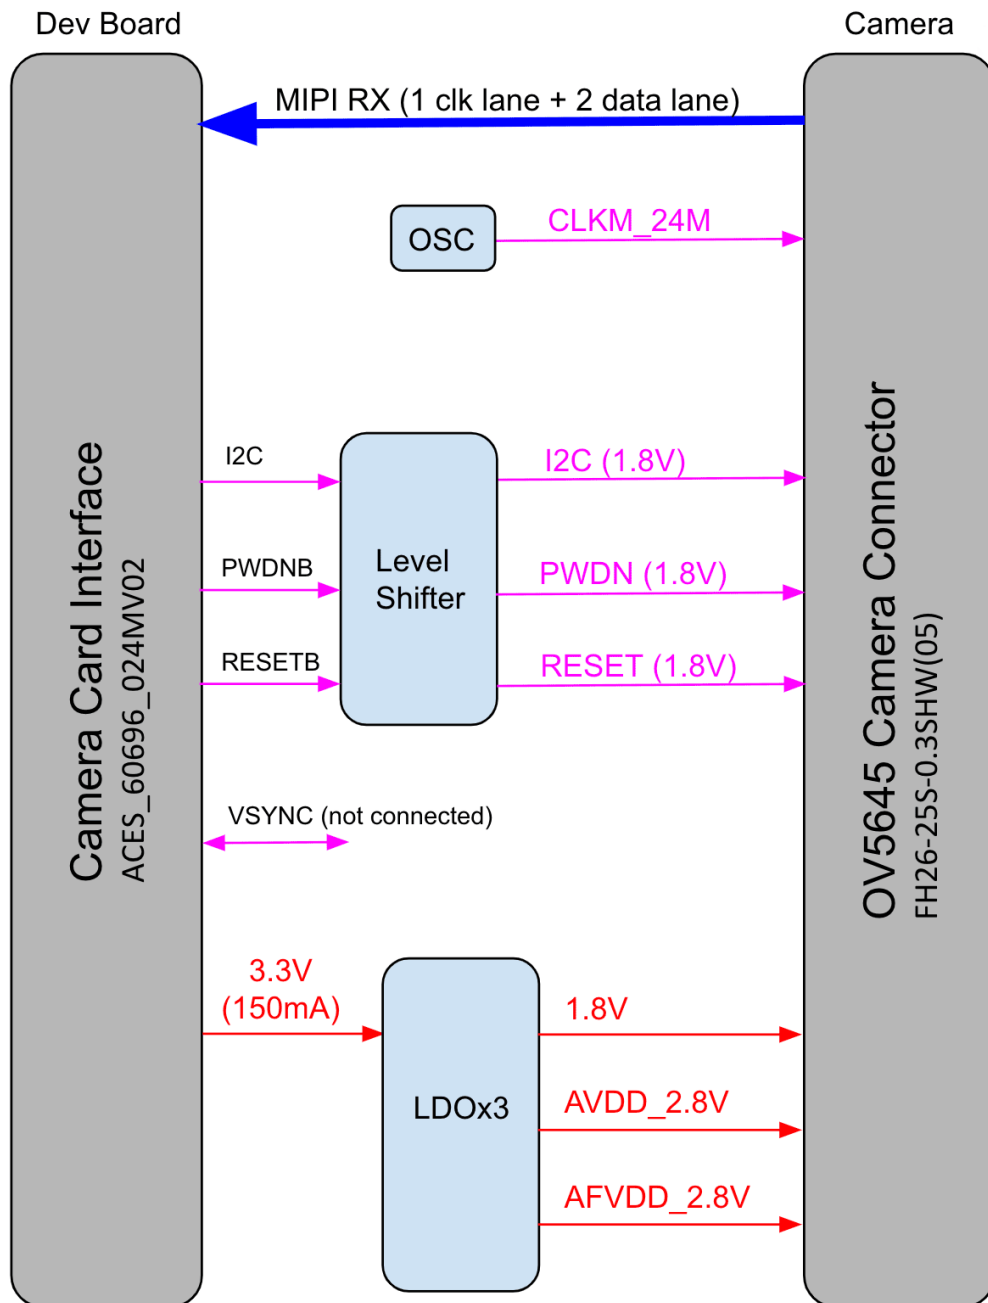 Dev Board
Camera
MIPI RX (1 clk lane + 2 data lane)
OSC
CLKM_24M
Camera Card Interface
ACES_60696_024MV02
I2C
PWDNB
RESETB
Level
Shifter
I2C (1.8V)
PWDN (1.8V)
RESET (1.8V)
OV5645 Camera Connector
FH26-25S-0.3SHW(05)
VSYNC (not connected)
3.3V
(150mA)
LDOx3
1.8V
AVDD_2.8V
AFVDD_2.8V